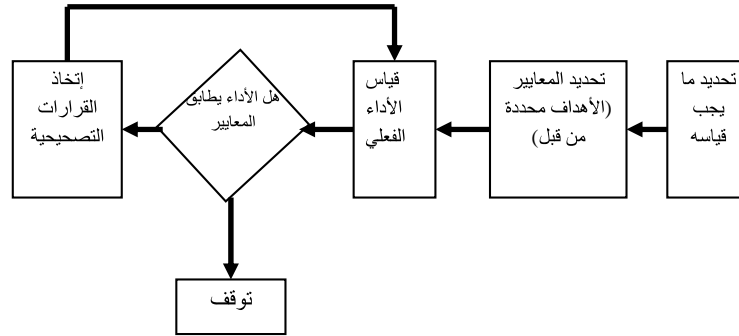 تحديد ما
يجب
قياسه
تحديد المعايير
(الأهداف محددة
من قبل)
قياس
الأداء
الفعلي
هل الأداء يطابق
المعايير
إتخاذ
القرارات
التصحيحية
توقف